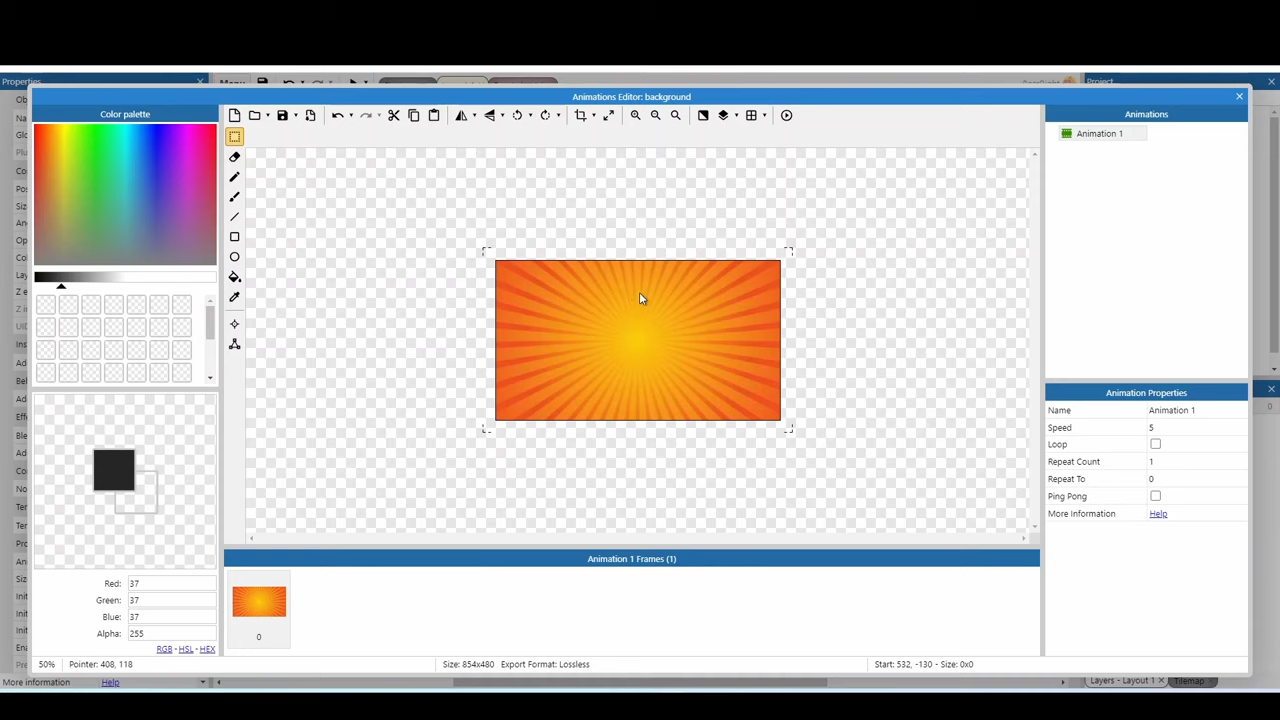 Properties
Menu
Project
Animations Editor: background
Color palette
Animations
Animation 1
Animation Properties
Name Animation 1
Speed 5
Loop
Repeat Count 1
Repeat To 0
Ping Pong
More Information Help
Animation 1 Frames (1)
0
Red: 37
Green: 37
Blue: 37
Alpha: 255
RGB - HSL - HEX
50% Pointer: 408, 118 Size: 854x480 Export Format: Lossless Start: 532, -130 - Size: 0x0
More information Help
Layers - Layout 1 Tilemap